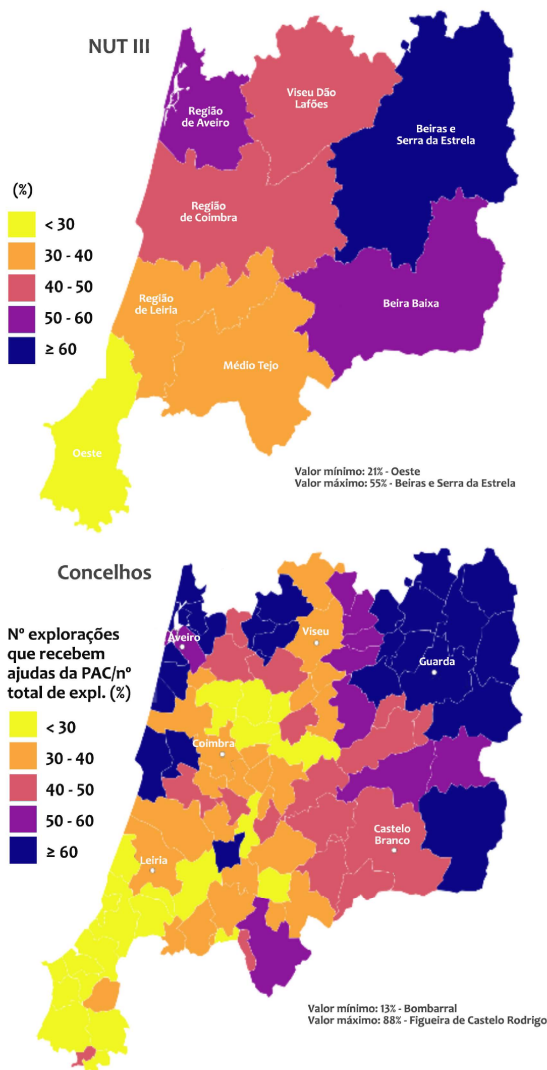 NUT III
Viseu Dão
Lafões
Beiras e
Serra da Estrela
Região
de Aveiro
(%)
< 30
30 - 40
40 - 50
50 - 60
≥ 60
Região
de Coimbra
Região
de Leiria
Beira Baixa
Médio Tejo
Oeste
Valor mínimo: 21% - Oeste
Valor máximo: 55% - Beiras e Serra da Estrela
Concelhos
Nº explorações
que recebem
ajudas da PAC/nº
total de expl. (%)
< 30
30 - 40
40 - 50
50 - 60
≥ 60
Aveiro
Viseu
Guarda
Coimbra
Castelo
Branco
Leiria
Valor mínimo: 13% - Bombarral
Valor máximo: 88% - Figueira de Castelo Rodrigo